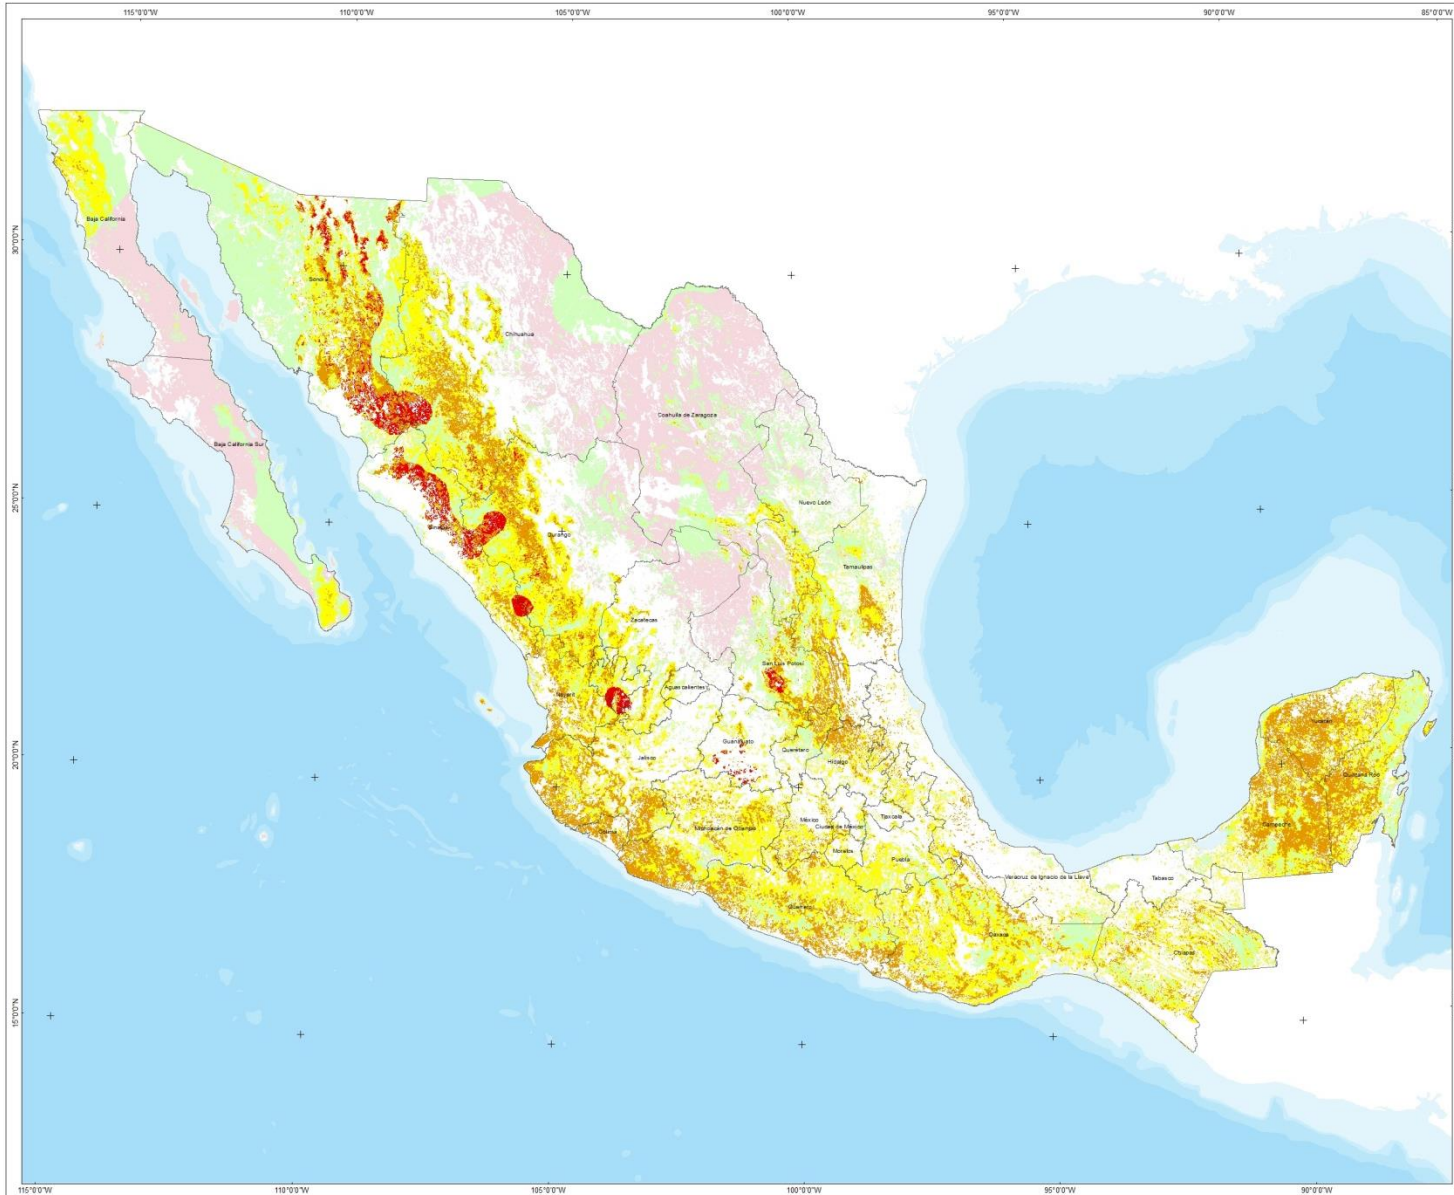 115°0'0"W 110°0'0"W 105°0'0"W 100°0'0"W 95°0'0"W 90°0'0"W 85°0'0"W
30°0'0"N
25°0'0"N
20°0'0"N
15°0'0"N
Baja California
Sonora
Chihuahua
Coahuila de Zaragoza
Baja California Sur
Nuevo León
Sinaloa
Durango
Tamaulipas
Zacatecas
San Luis Potosí
Aguascalientes
Nayarit
Yucatán
Guanajuato
Querétaro
Jalisco
Hidalgo
Quintana Roo
México
Tlaxcala
Ciudad de México
Colima
Michoacán de Ocampo
Campeche
Morelos
Puebla
Veracruz de Ignacio de la Llave
Tabasco
Guerrero
Oaxaca
Chiapas
115°0'0"W 110°0'0"W 105°0'0"W 100°0'0"W 95°0'0"W 90°0'0"W